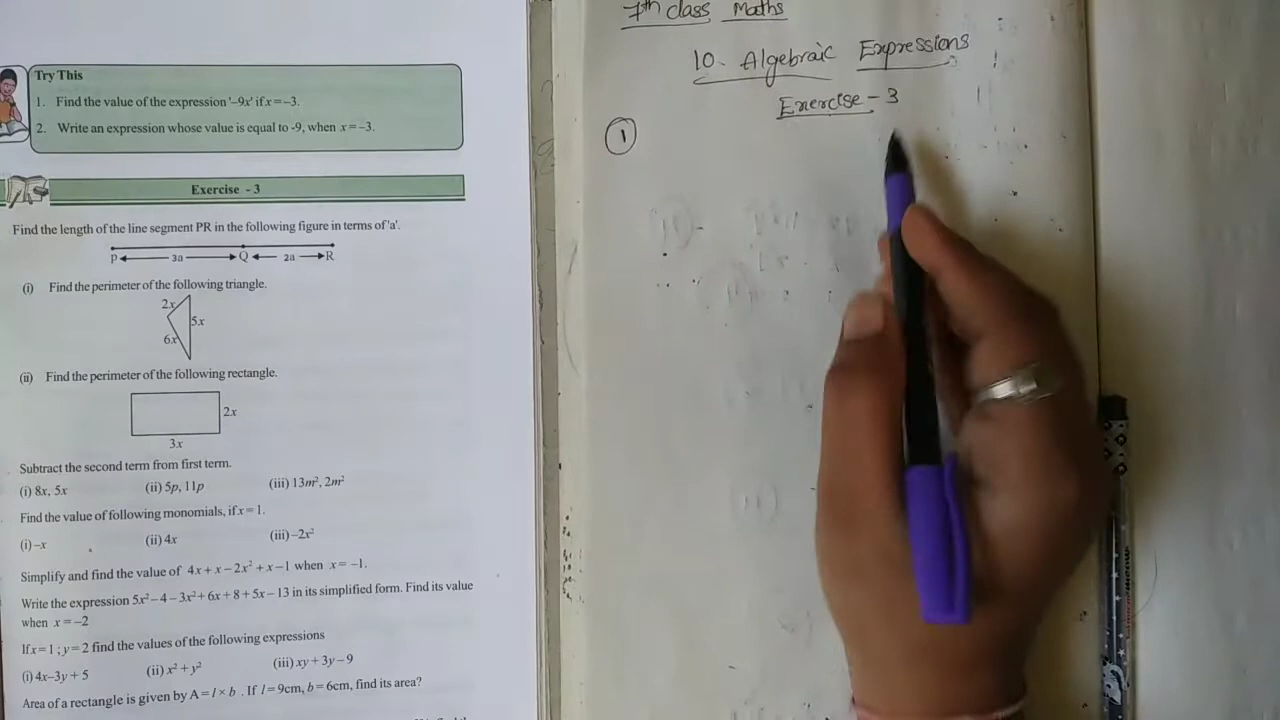 Try This
1. Find the value of the expression '–9x' if x = –3.
2. Write an expression whose value is equal to -9, when x = –3.
Exercise - 3
Find the length of the line segment PR in the following figure in terms of 'a'.
P 3a Q 2a R
(i) Find the perimeter of the following triangle.
2x
5x
6x
(ii) Find the perimeter of the following rectangle.
2x
3x
Subtract the second term from first term.
(i) 8x, 5x (ii) 5p, 11p (iii) 13m², 2m²
Find the value of following monomials, if x = 1.
(i) –x (ii) 4x (iii) –2x²
Simplify and find the value of 4x + x – 2x² + x – 1 when x = –1.
Write the expression 5x² – 4 – 3x² + 6x + 8 + 5x – 13 in its simplified form. Find its value
when x = –2
If x = 1 ; y = 2 find the values of the following expressions
(i) 4x–3y + 5 (ii) x² + y² (iii) xy + 3y – 9
Area of a rectangle is given by A = l × b . If l = 9cm, b = 6cm, find its area?
7th class Maths
10. Algebraic Expressions
Exercise - 3
1